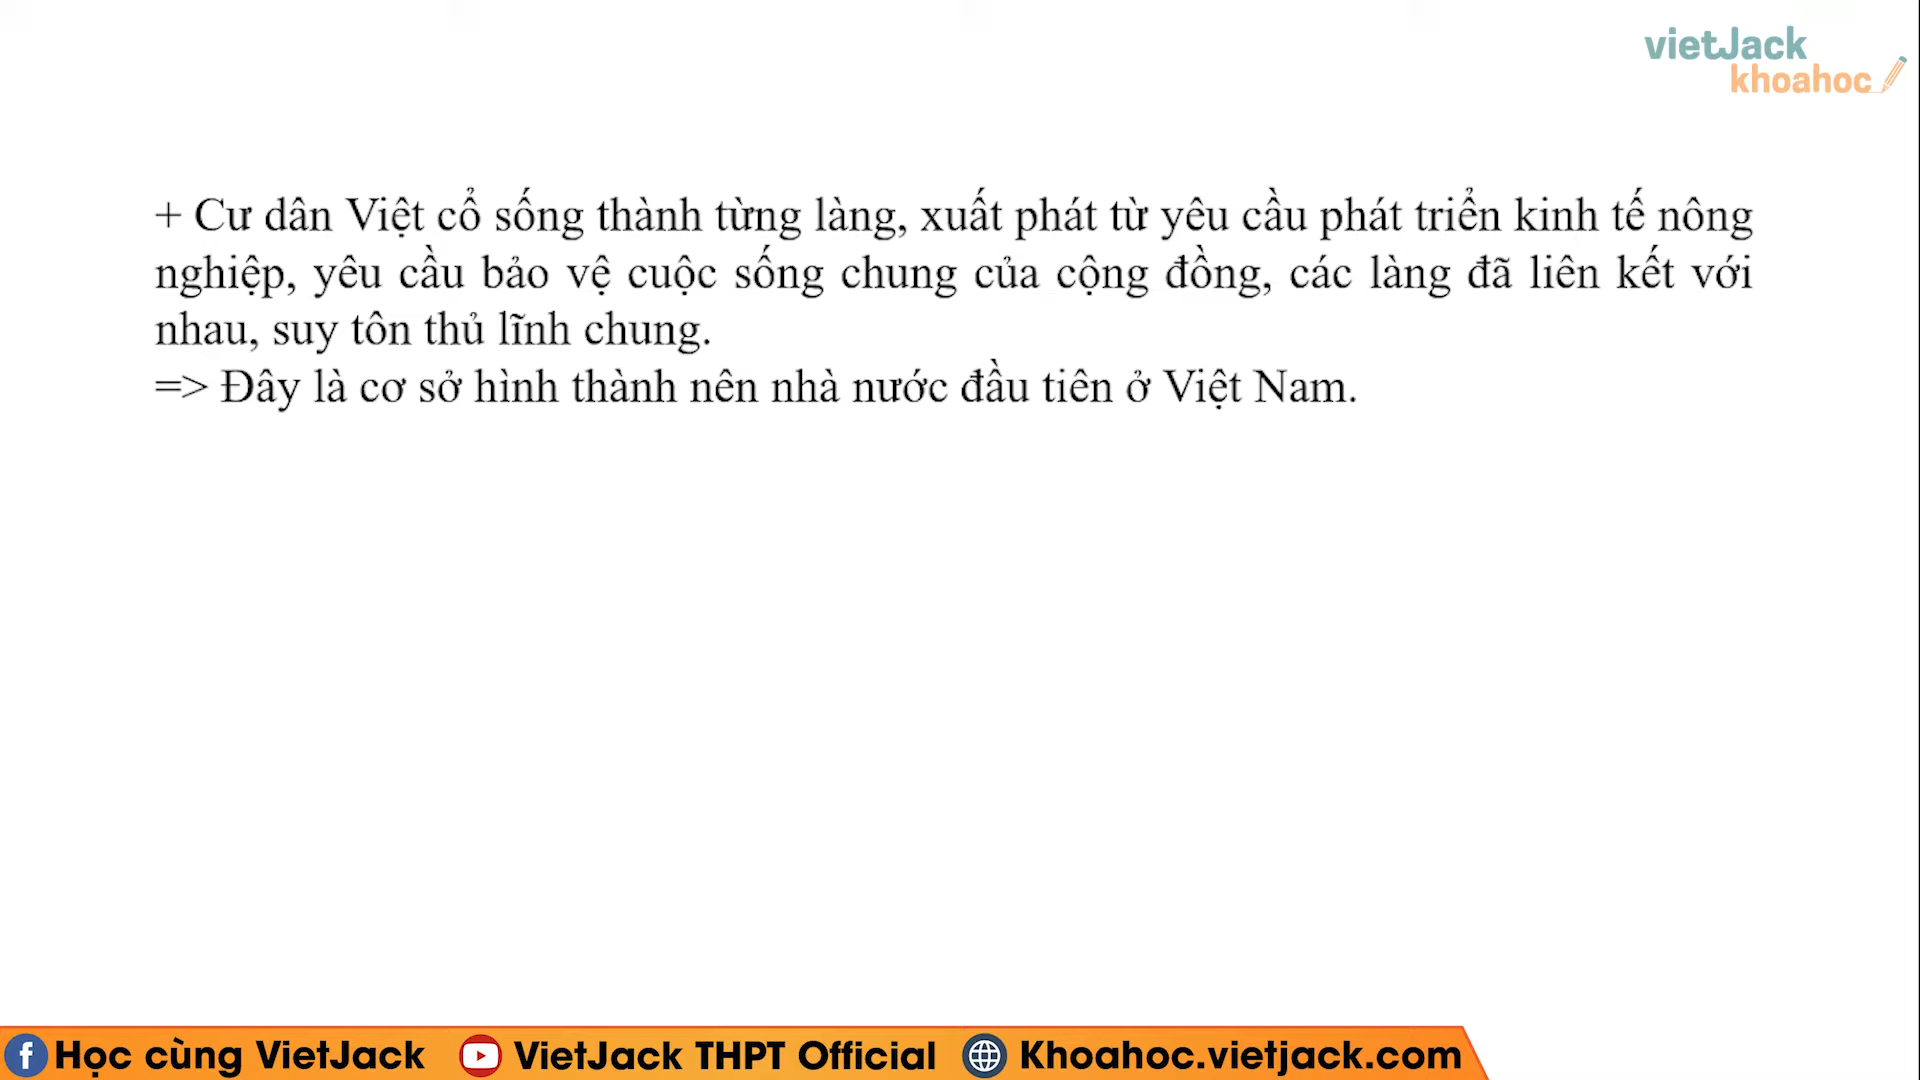 vietJack
khoahoc
+ Cư dân Việt cổ sống thành từng làng, xuất phát từ yêu cầu phát triển kinh tế nông
nghiệp, yêu cầu bảo vệ cuộc sống chung của cộng đồng, các làng đã liên kết với
nhau, suy tôn thủ lĩnh chung.
=> Đây là cơ sở hình thành nên nhà nước đầu tiên ở Việt Nam.
Học cùng VietJack VietJack THPT Official Khoahoc.vietjack.com